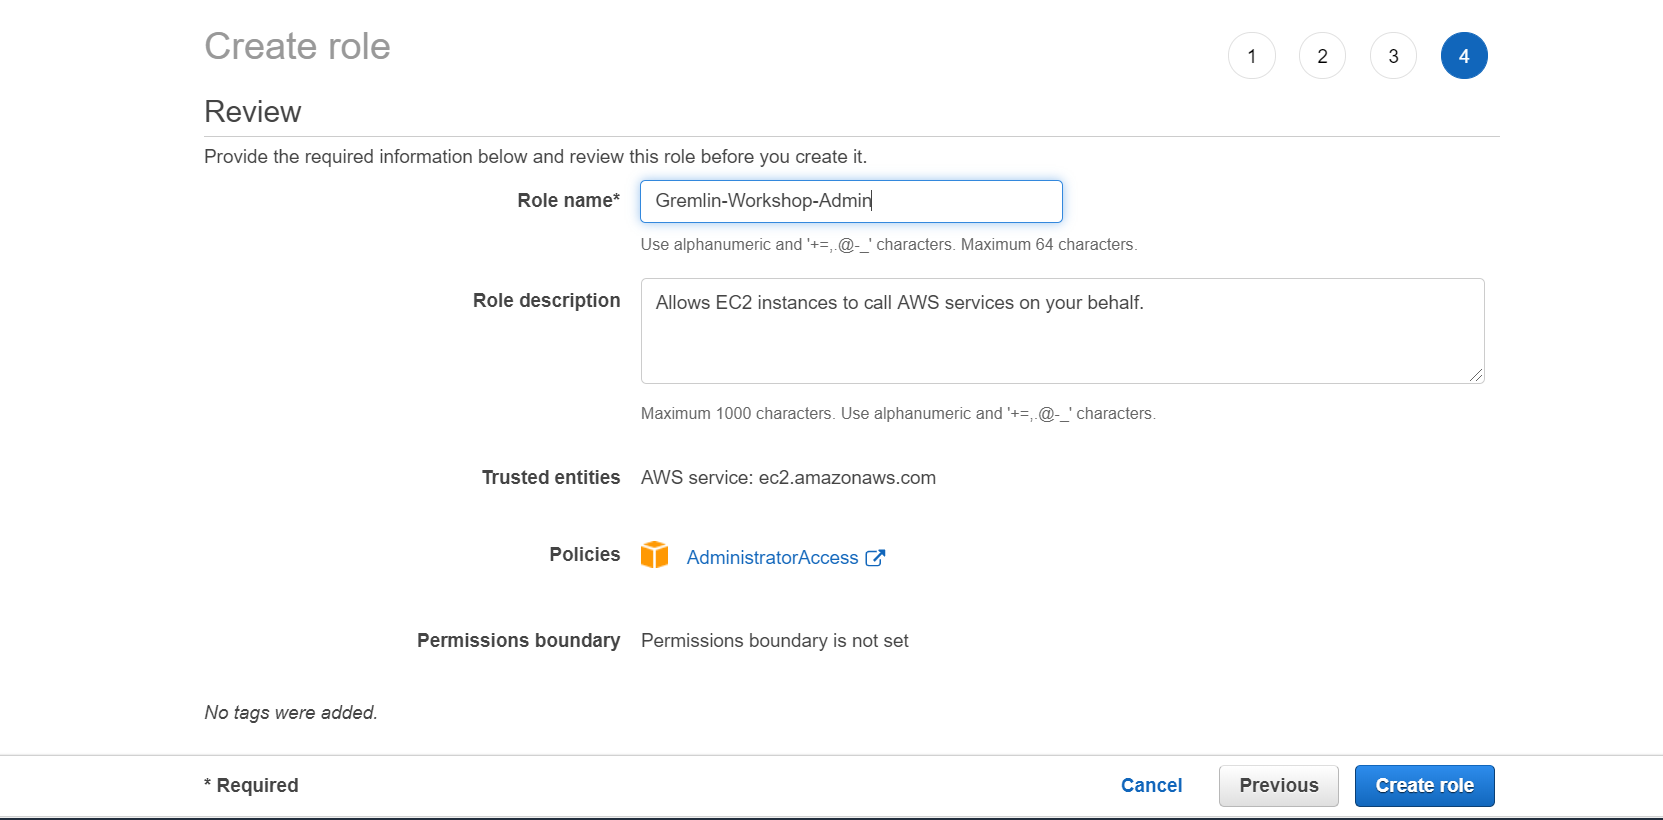 Create role
1 2 3 4
Review
Provide the required information below and review this role before you create it.
Role name* Gremlin-Workshop-Admin
Use alphanumeric and '+=,.@-_' characters. Maximum 64 characters.
Role description Allows EC2 instances to call AWS services on your behalf.
Maximum 1000 characters. Use alphanumeric and '+=,.@-_' characters.
Trusted entities AWS service: ec2.amazonaws.com
Policies AdministratorAccess
Permissions boundary Permissions boundary is not set
No tags were added.
* Required Cancel Previous Create role